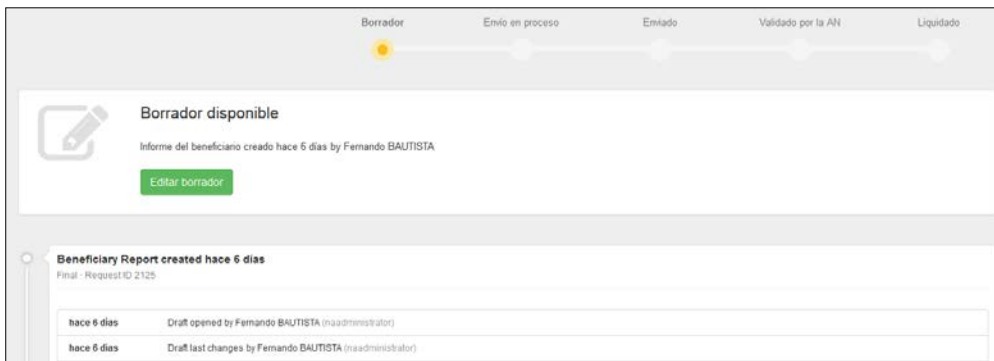 Borrador Envío en proceso Enviado Validado por la AN Liquidado
Borrador disponible
Informe del beneficiario creado hace 6 días by Fernando BAUTISTA
Editar borrador
Beneficiary Report created hace 6 días
Final - Request ID 2125
hace 6 días Draft opened by Fernando BAUTISTA (naadministrator)
hace 6 días Draft last changes by Fernando BAUTISTA (naadministrator)